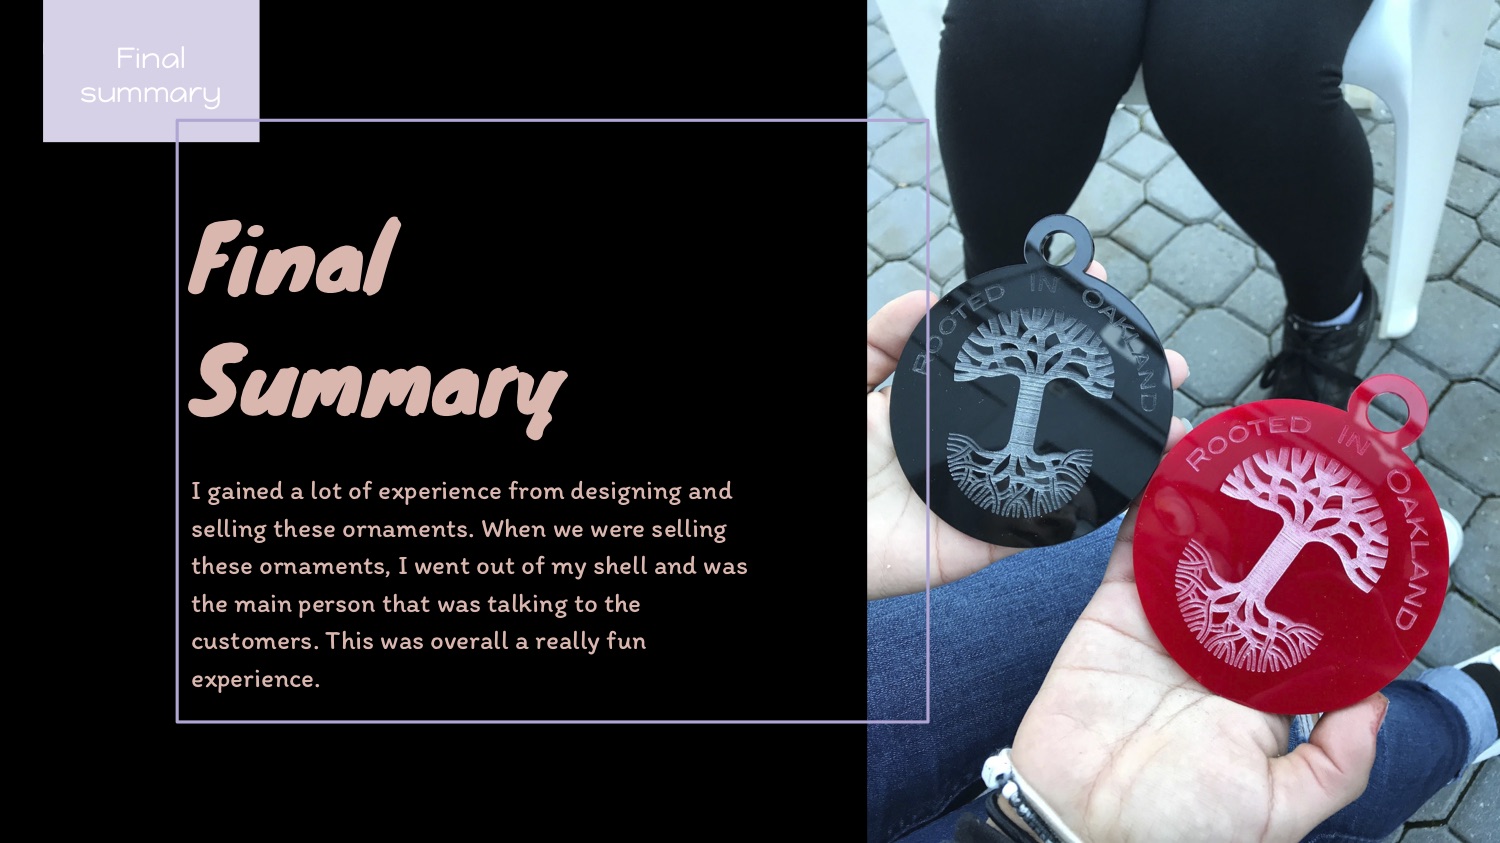 Final
summary
Final
Summary
I gained a lot of experience from designing and
selling these ornaments. When we were selling
these ornaments, I went out of my shell and was
the main person that was talking to the
customers. This was overall a really fun
experience.
ROOTED IN OAKLAND
ROOTED IN OAKLAND